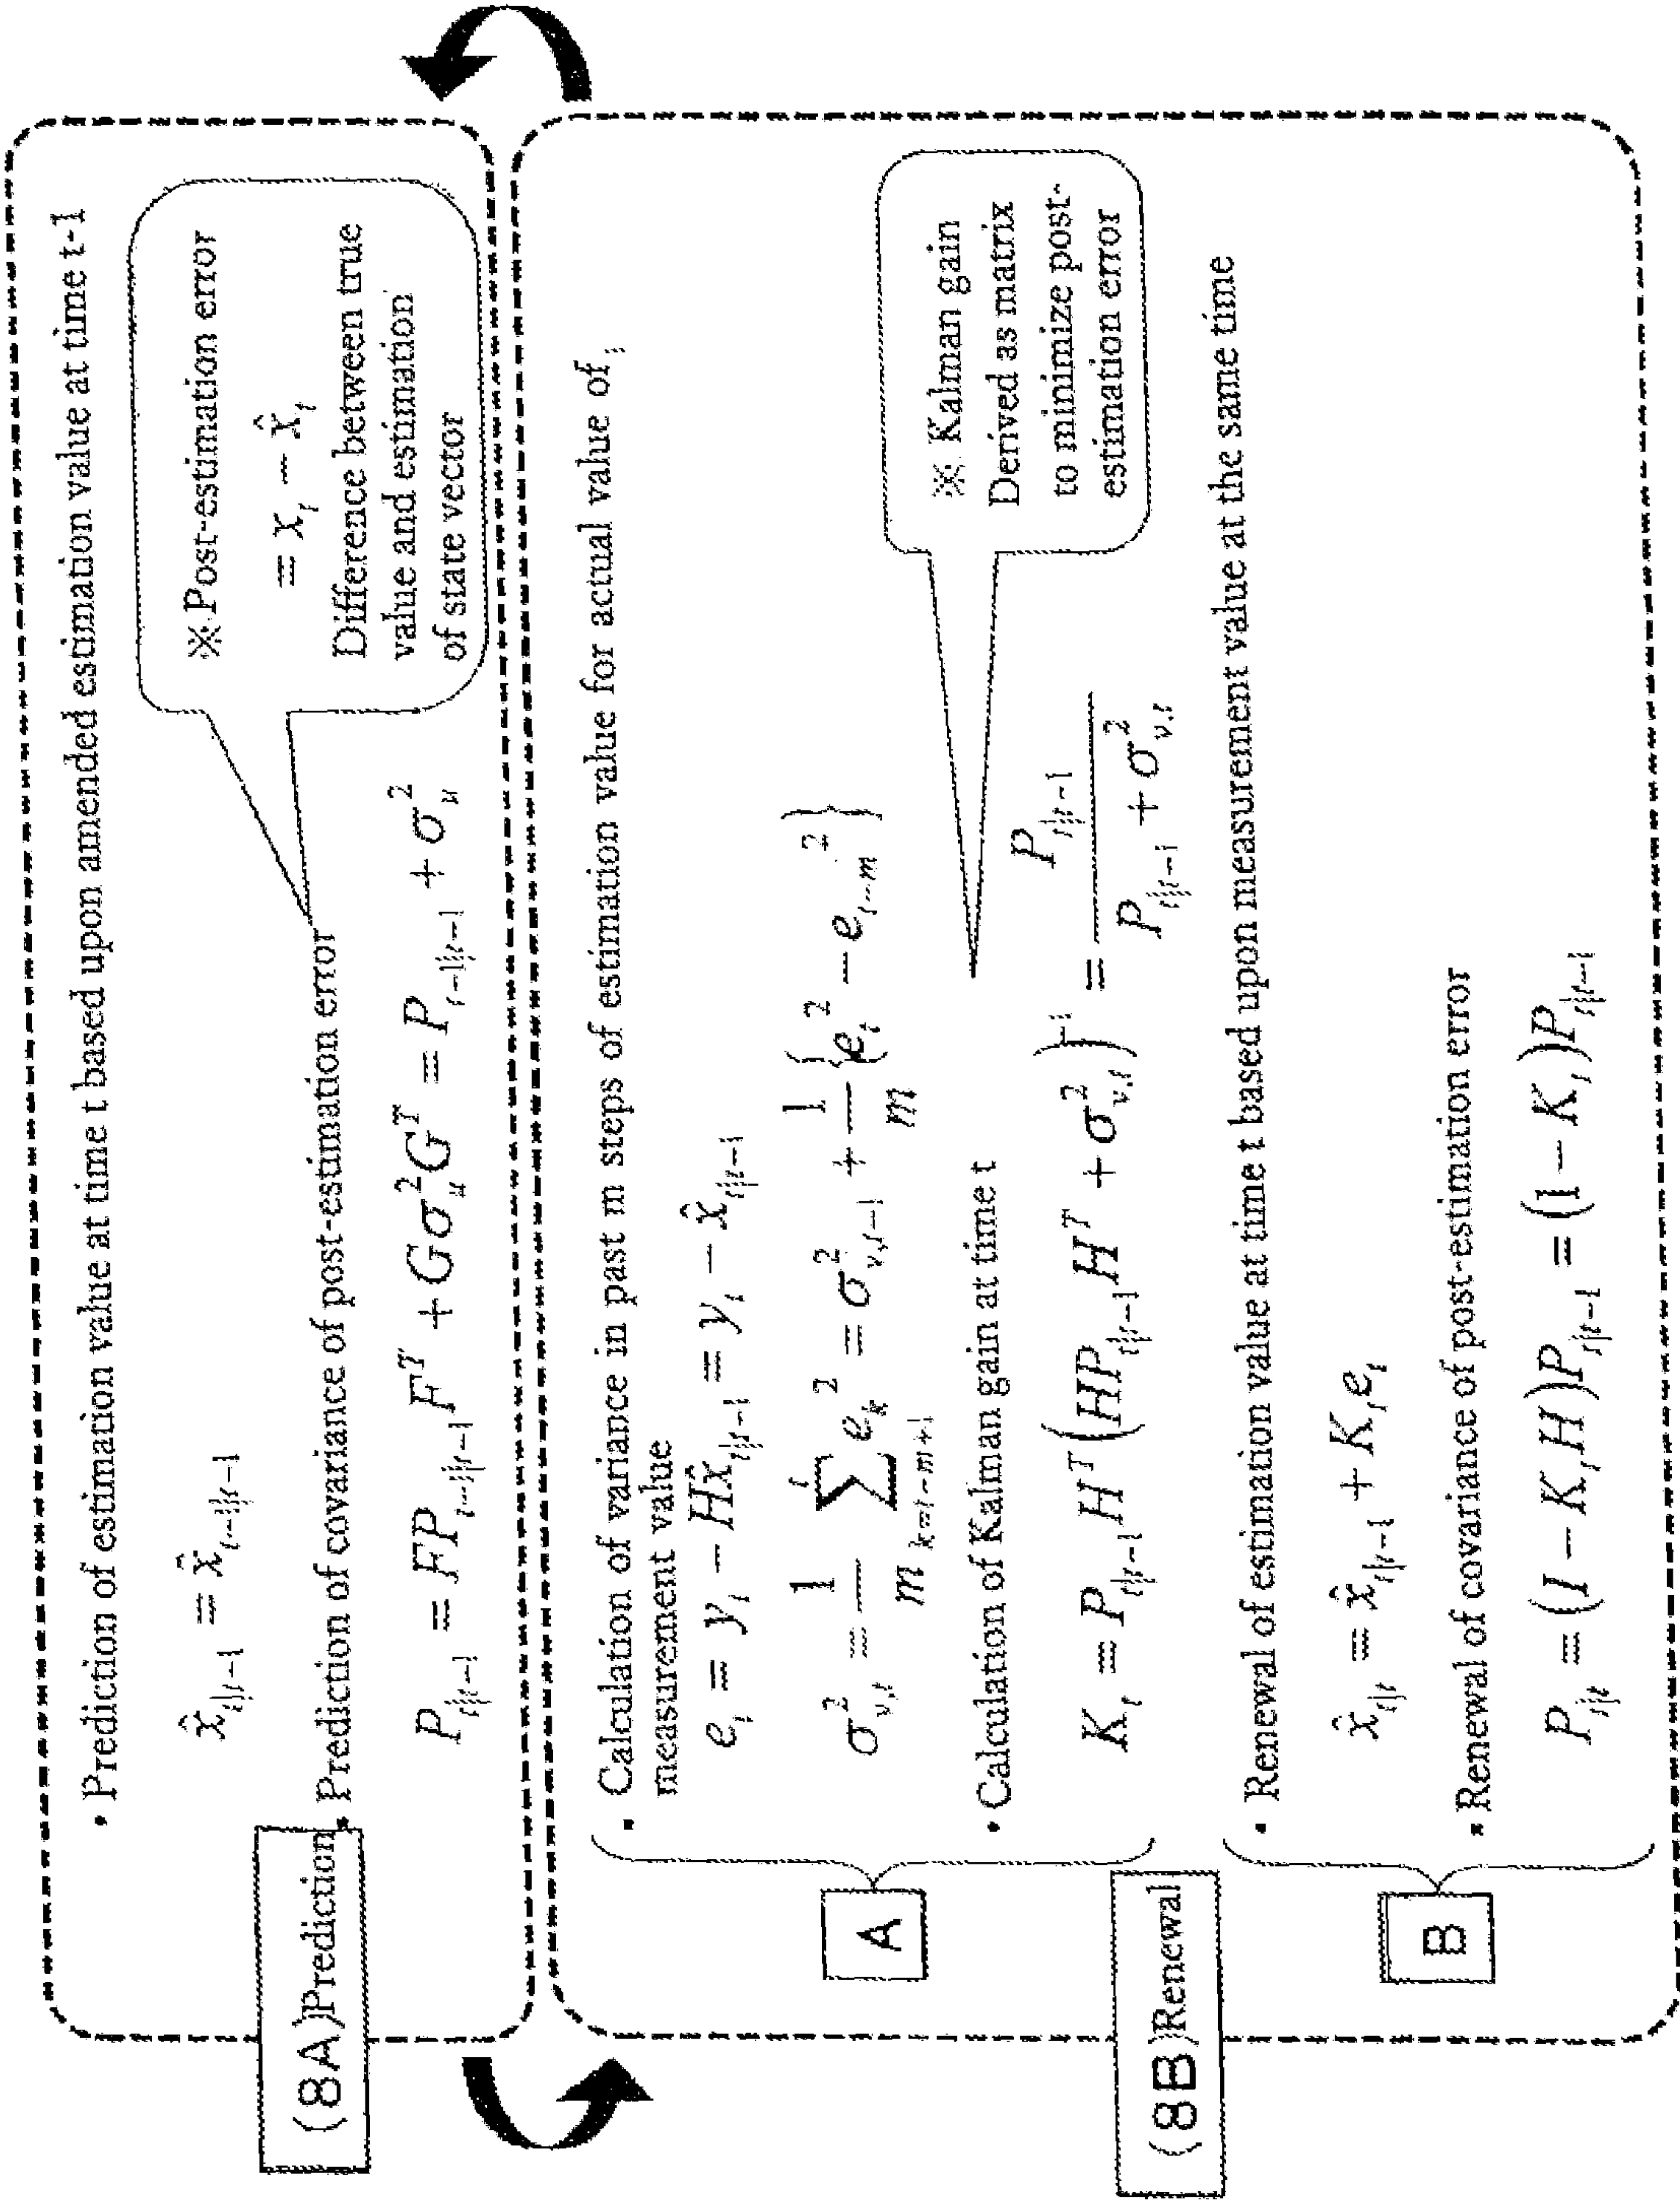 (8A)Prediction
• Prediction of estimation value at time t based upon amended estimation value at time t-1
x̂_{t|t-1} = x̂_{t-1|t-1}
• Prediction of covariance of post-estimation error
P_{t|t-1} = FP_{t-1|t-1}F^T + Gσ_u^2G^T = P_{t-1|t-1} + σ_u^2
※Post-estimation error
= x_t − x̂_t
Difference between true
value and estimation
of state vector
(8B)Renewal
A
• Calculation of variance in past m steps of estimation value for actual value of
measurement value
e_t = y_t − Hx̂_{t|t-1} = y_t − x̂_{t|t-1}
σ_{v,t}^2 = \frac{1}{m} \sum_{k=t-m+1}^{t} e_k^2 = σ_{v,t-1}^2 + \frac{1}{m}{e_t^2 − e_{t-m}^2}
• Calculation of Kalman gain at time t
K_t = P_{t|t-1}H^T(HP_{t|t-1}H^T + σ_{v,t}^2)^{-1} = \frac{P_{t|t-1}}{P_{t|t-1} + σ_{v,t}^2}
※ Kalman gain
Derived as matrix
to minimize post-
estimation error
B
• Renewal of estimation value at time t based upon measurement value at the same time
x̂_{t|t} = x̂_{t|t-1} + K_te_t
• Renewal of covariance of post-estimation error
P_{t|t} = (I − K_tH)P_{t|t-1} = (1 − K_t)P_{t|t-1}